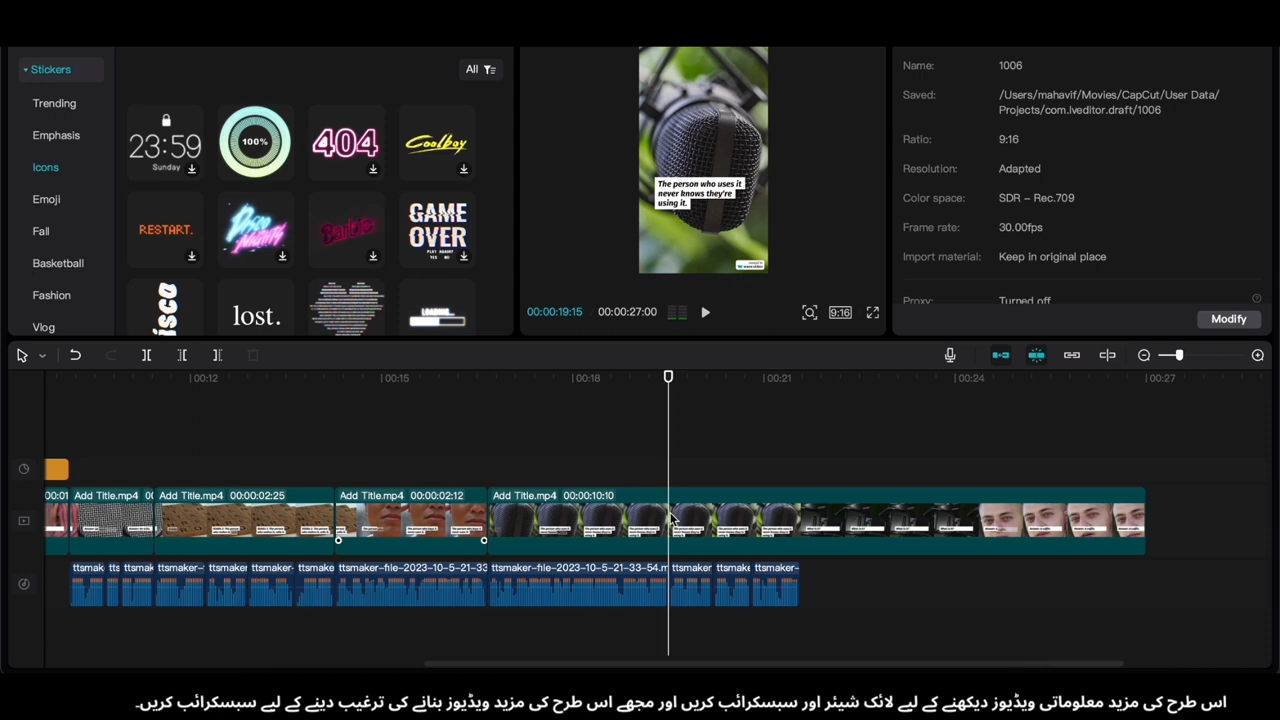 Stickers
All
Trending
Emphasis
Icons
Emoji
Fall
Basketball
Fashion
Vlog
23:59
Sunday
100%
404
Coolboy
RESTART.
Disco
Nights
Barbie
GAME
OVER
PLAY AGAIN?
YES NO
Disco
lost.
LOADING...
The person who uses it
never knows they're
using it.
00:00:19:15
00:00:27:00
9:16
Name: 1006
Saved: /Users/mahavif/Movies/CapCut/User Data/
Projects/com.lveditor.draft/1006
Ratio: 9:16
Resolution: Adapted
Color space: SDR – Rec.709
Frame rate: 30.00fps
Import material: Keep in original place
Proxy: Turned off
Modify
00:12 00:15 00:18 00:21 00:24 00:27
00:01 Add Title.mp4 00 Add Title.mp4 00:00:02:25 Add Title.mp4 00:00:02:12 Add Title.mp4 00:00:10:10
ttsmak tts ttsmak ttsmaker- ttsmak ttsmaker- ttsmake ttsmaker-file-2023-10-5-21-33 ttsmaker-file-2023-10-5-21-33-54.m ttsmaker ttsmak ttsmaker-
اس طرح کی مزید معلوماتی ویڈیوز دیکھنے کے لیے لائک شیئر اور سبسکرائب کریں اور مجھے اس طرح کی مزید ویڈیوز بنانے کی ترغیب دینے کے لیے سبسکرائب کریں۔